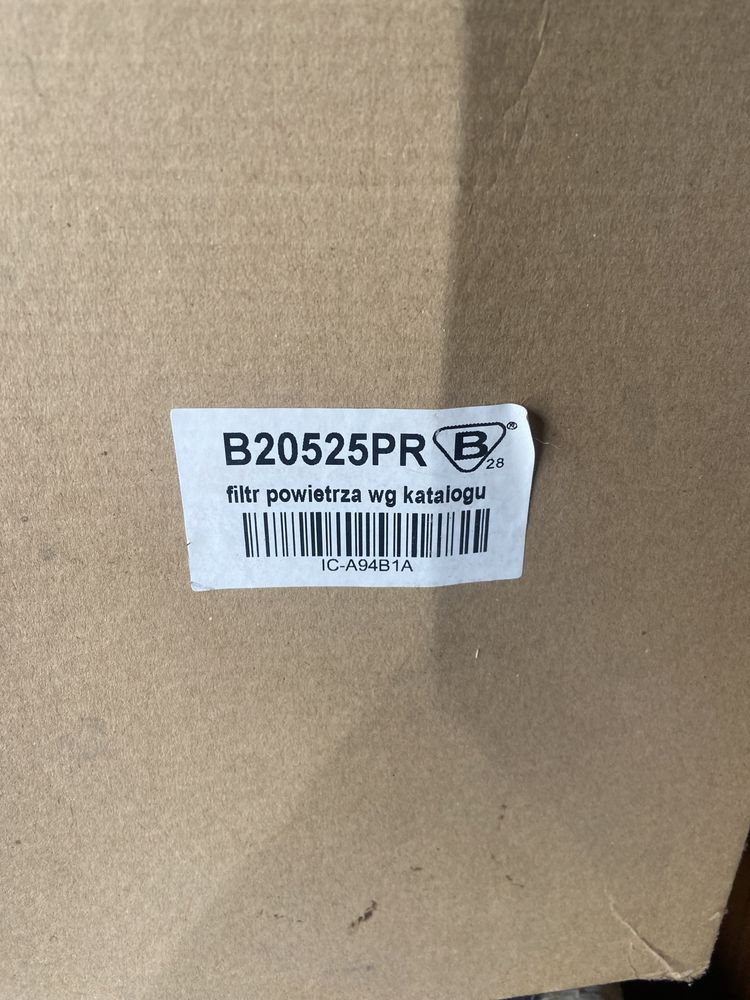 B20525PR B® 28
filtr powietrza wg katalogu
IC-A94B1A